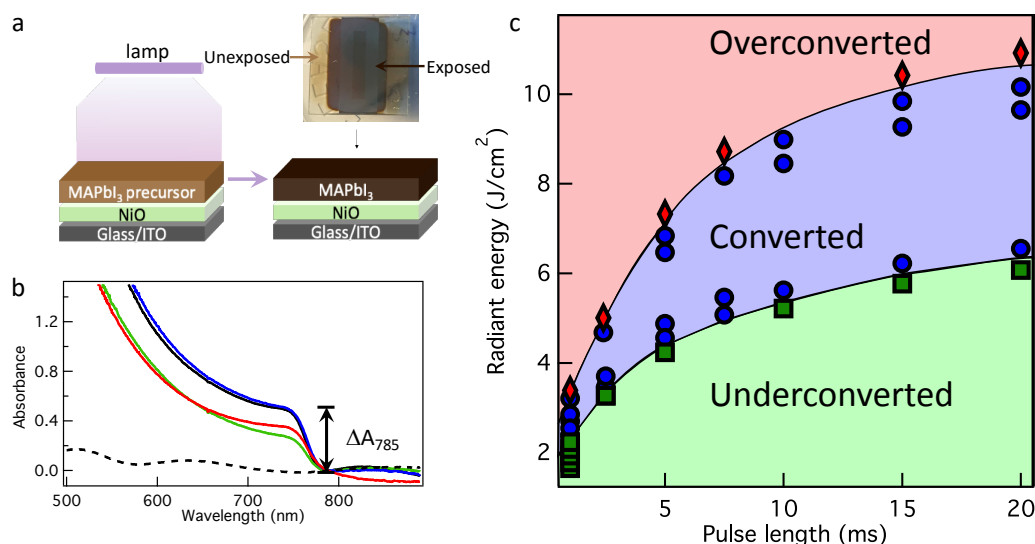 a
lamp
Unexposed
Exposed
MAPbI₃ precursor
NiO
Glass/ITO
MAPbI₃
NiO
Glass/ITO
b
Absorbance
1.2
0.8
0.4
0.0
ΔA₇₈₅
500
600
700
800
Wavelength (nm)
c
Radiant energy (J/cm²)
10
8
6
4
2
Overconverted
Converted
Underconverted
5
10
15
20
Pulse length (ms)